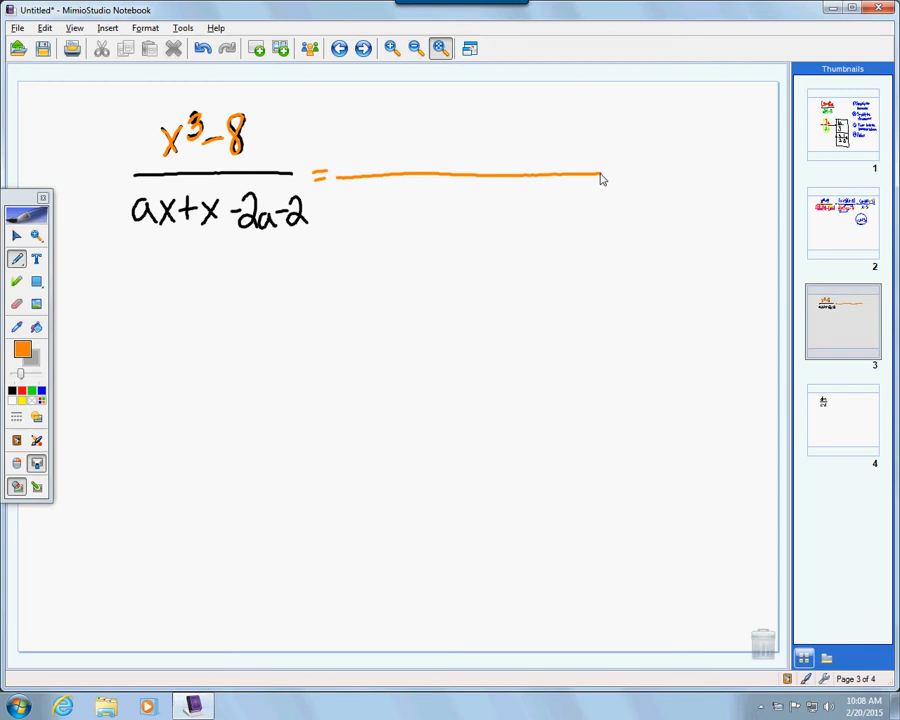 Untitled* - MimioStudio Notebook
File Edit View Insert Format Tools Help
Thumbnails
x³-8
=
ax+x-2a-2
1
2
3
4
Page 3 of 4
10:08 AM
2/20/2015